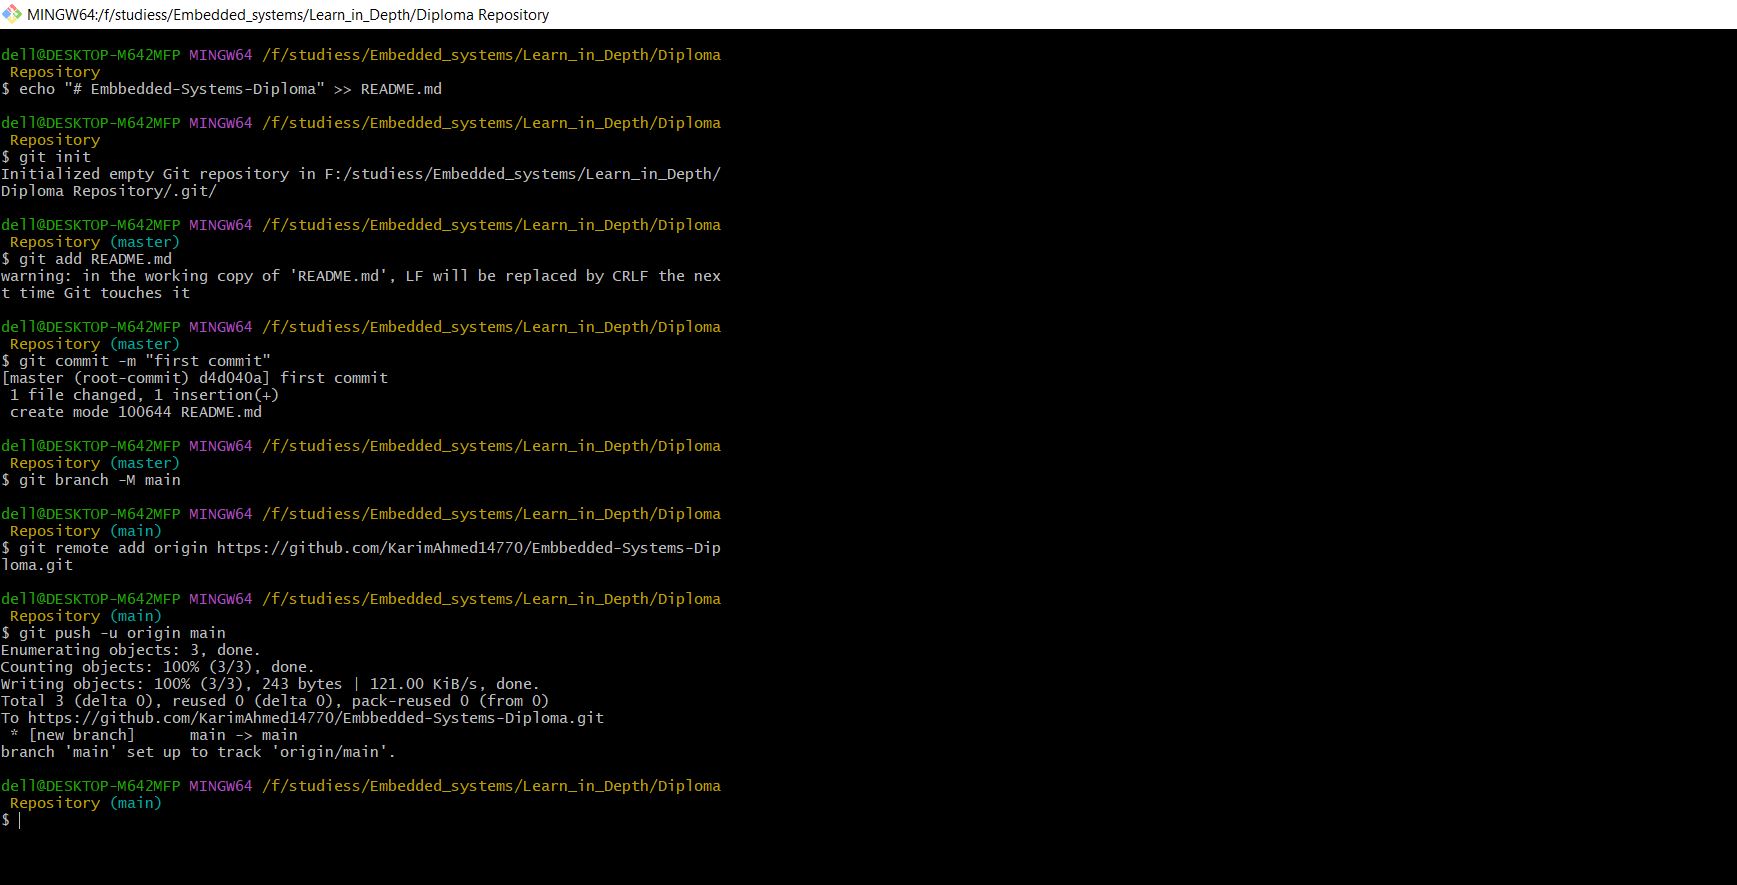 MINGW64:/f/studiess/Embedded_systems/Learn_in_Depth/Diploma Repository
dell@DESKTOP-M642MFP MINGW64 /f/studiess/Embedded_systems/Learn_in_Depth/Diploma
 Repository
$ echo "# Embbedded-Systems-Diploma" >> README.md
dell@DESKTOP-M642MFP MINGW64 /f/studiess/Embedded_systems/Learn_in_Depth/Diploma
 Repository
$ git init
Initialized empty Git repository in F:/studiess/Embedded_systems/Learn_in_Depth/
Diploma Repository/.git/
dell@DESKTOP-M642MFP MINGW64 /f/studiess/Embedded_systems/Learn_in_Depth/Diploma
 Repository (master)
$ git add README.md
warning: in the working copy of 'README.md', LF will be replaced by CRLF the nex
t time Git touches it
dell@DESKTOP-M642MFP MINGW64 /f/studiess/Embedded_systems/Learn_in_Depth/Diploma
 Repository (master)
$ git commit -m "first commit"
[master (root-commit) d4d040a] first commit
 1 file changed, 1 insertion(+)
 create mode 100644 README.md
dell@DESKTOP-M642MFP MINGW64 /f/studiess/Embedded_systems/Learn_in_Depth/Diploma
 Repository (master)
$ git branch -M main
dell@DESKTOP-M642MFP MINGW64 /f/studiess/Embedded_systems/Learn_in_Depth/Diploma
 Repository (main)
$ git remote add origin https://github.com/KarimAhmed14770/Embbedded-Systems-Dip
loma.git
dell@DESKTOP-M642MFP MINGW64 /f/studiess/Embedded_systems/Learn_in_Depth/Diploma
 Repository (main)
$ git push -u origin main
Enumerating objects: 3, done.
Counting objects: 100% (3/3), done.
Writing objects: 100% (3/3), 243 bytes | 121.00 KiB/s, done.
Total 3 (delta 0), reused 0 (delta 0), pack-reused 0 (from 0)
To https://github.com/KarimAhmed14770/Embbedded-Systems-Diploma.git
 * [new branch]      main -> main
branch 'main' set up to track 'origin/main'.
dell@DESKTOP-M642MFP MINGW64 /f/studiess/Embedded_systems/Learn_in_Depth/Diploma
 Repository (main)
$